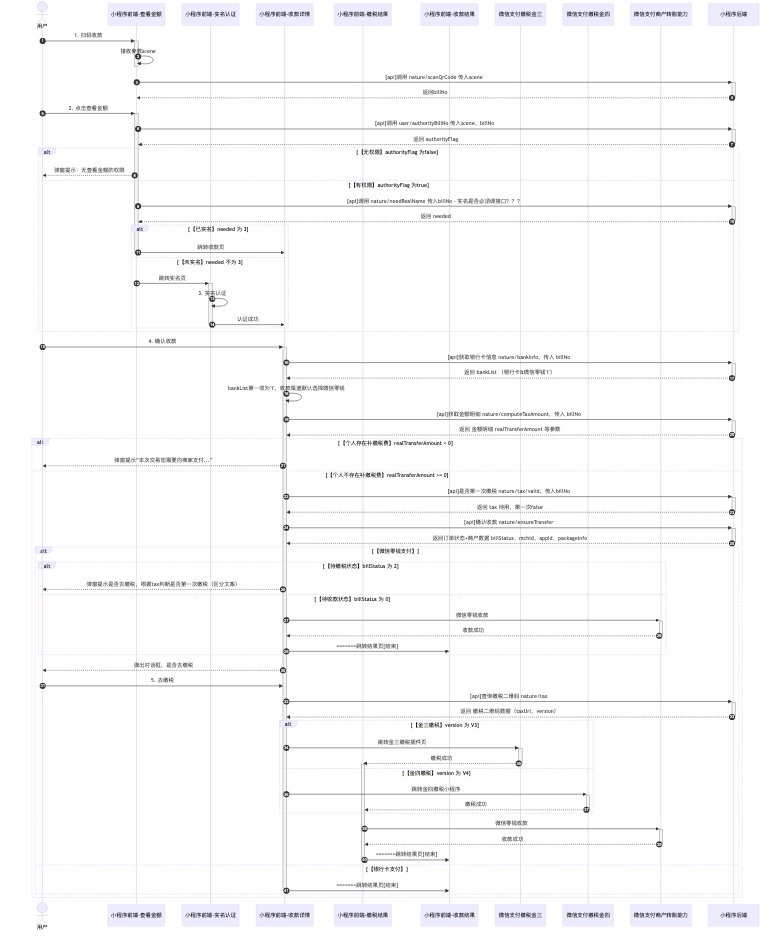 小程序前端-查看金额 小程序前端-实名认证 小程序前端-收款详情 小程序前端-缴税结果 小程序前端-收款结果 微信支付缴税金三 微信支付缴税金四 微信支付商户转账能力 小程序后端
用户
1. 扫码收款
接收参数scene
[api]调用 nature/scanQrCode 传入scene
返回billNo
2. 点击查看金额
[api]调用 user/authorityBillNo 传入scene、billNo
返回 authorityFlag
alt [【无权限】authorityFlag 为false]
弹窗提示：无查看金额的权限
[【有权限】authorityFlag 为true]
[api]调用 nature/needRealName 传入billNo - 实名是否必须调接口？？？
返回 needed
alt [【已实名】needed 为 3]
跳转收款页
[【未实名】needed 不为 3]
跳转实名页
3. 实名认证
认证成功
4. 确认收款
[api]获取银行卡信息 nature/bankInfo，传入 billNo
返回 bankList （银行卡&微信零钱'1'）
bankList第一项为'1'，收款渠道默认选择微信零钱
[api]获取金额明细 nature/computeTaxAmount，传入 billNo
返回 金额明细 realTransferAmount 等参数
alt [【个人存在补缴税费】realTransferAmount < 0]
弹窗提示“本次交易您需要向商家支付...”
[【个人不存在补缴税费】realTransferAmount >= 0]
[api]是否第一次缴税 nature/tax/valid，传入billNo
返回 tax 待用，第一次false
[api]确认收款 nature/ensureTransfer
返回订单状态+商户数据 billStatus、mchId、appId、packageInfo
alt [【微信零钱支付】]
alt [【待缴税状态】billStatus 为 2]
弹窗提示是否去缴税，根据tax判断是否第一次缴税（区分文案）
[【待收款状态】billStatus 为 0]
微信零钱收款
收款成功
=======跳转结果页[结束]
弹出对话框，是否去缴税
5. 去缴税
[api]查询缴税二维码 nature/tax
返回 缴税二维码数据（taxUrl、version）
alt [【金三缴税】version 为 V3]
跳转金三缴税插件页
缴税成功
[【金四缴税】version 为 V4]
跳转金四缴税小程序
缴税成功
微信零钱收款
收款成功
=======跳转结果页[结束]
[【银行卡支付】]
=======跳转结果页[结束]
小程序前端-查看金额 小程序前端-实名认证 小程序前端-收款详情 小程序前端-缴税结果 小程序前端-收款结果 微信支付缴税金三 微信支付缴税金四 微信支付商户转账能力 小程序后端
用户